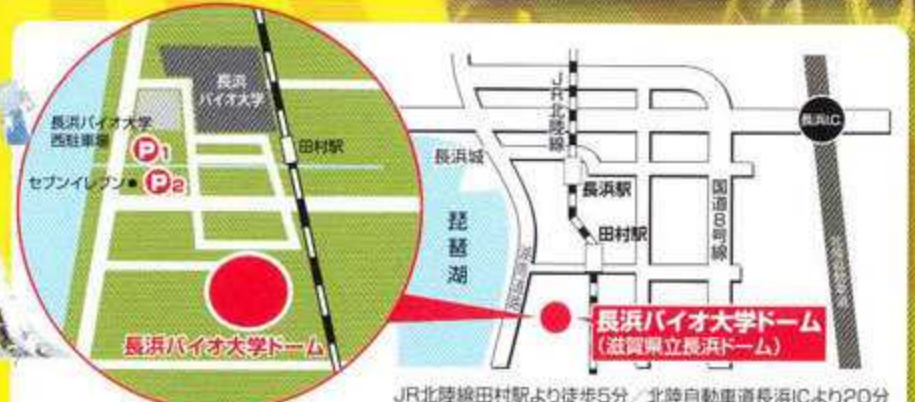 長浜
バイオ大学
長浜バイオ大学
西駐車場
P1
田村駅
セブンイレブン
P2
長浜バイオ大学ドーム
JR北陸線
長浜IC
長浜城
長浜駅
国道8号線
琵琶湖
田村駅
長浜バイオ大学ドーム
(滋賀県立長浜ドーム)
JR北陸線田村駅より徒歩5分/北陸自動車道長浜ICより20分